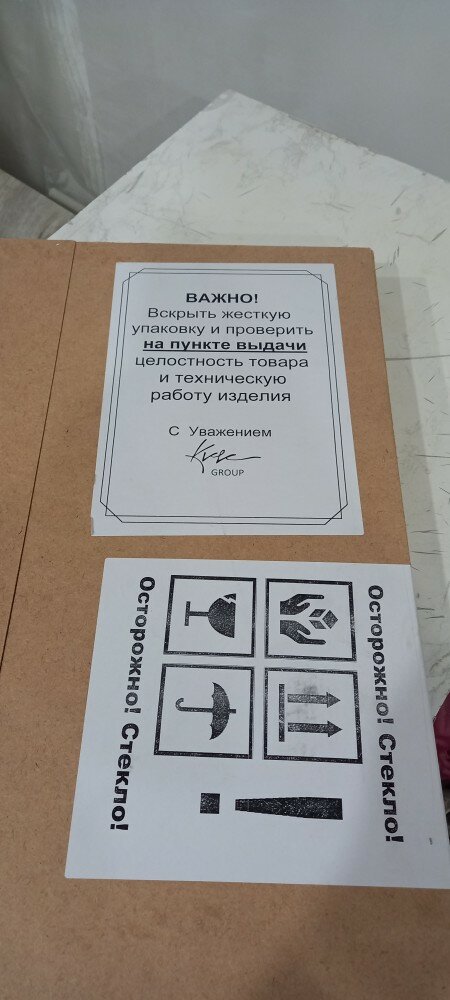 ВАЖНО!
Вскрыть жесткую
упаковку и проверить
на пункте выдачи
целостность товара
и техническую
работу изделия
С Уважением
GROUP
Осторожно! Стекло!
Осторожно! Стекло!